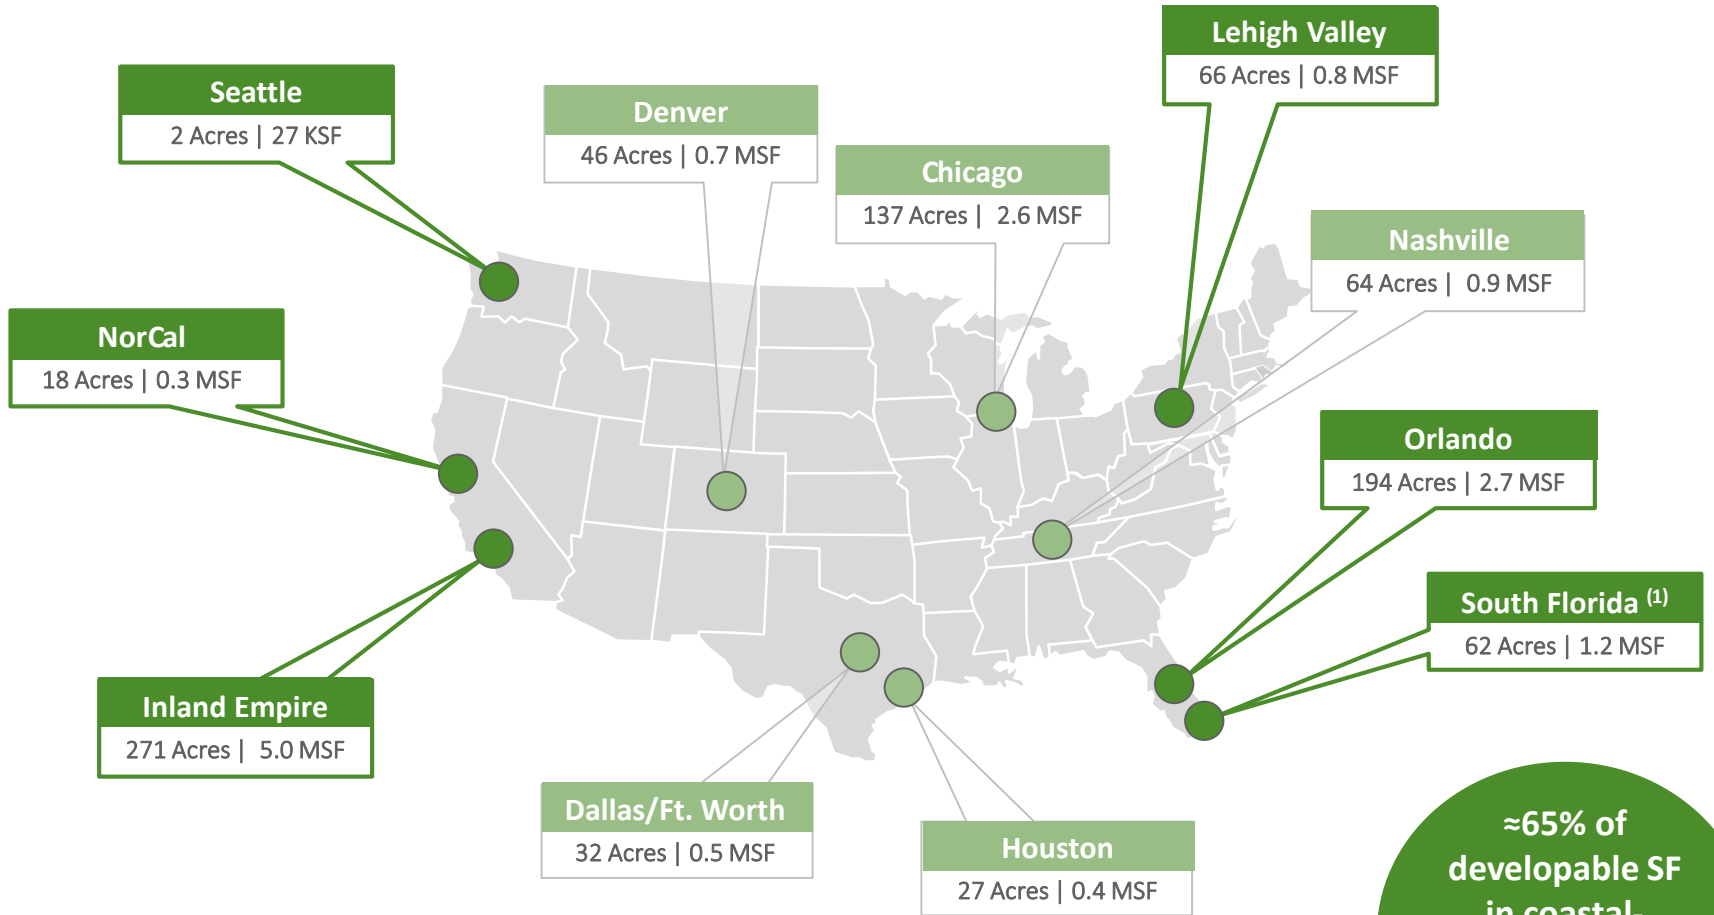 Lehigh Valley
66 Acres | 0.8 MSF
Seattle
2 Acres | 27 KSF
Denver
46 Acres | 0.7 MSF
Chicago
137 Acres | 2.6 MSF
Nashville
64 Acres | 0.9 MSF
NorCal
18 Acres | 0.3 MSF
Orlando
194 Acres | 2.7 MSF
South Florida (1)
62 Acres | 1.2 MSF
Inland Empire
271 Acres | 5.0 MSF
Dallas/Ft. Worth
32 Acres | 0.5 MSF
Houston
27 Acres | 0.4 MSF
≈65% of
developable SF
in coastal